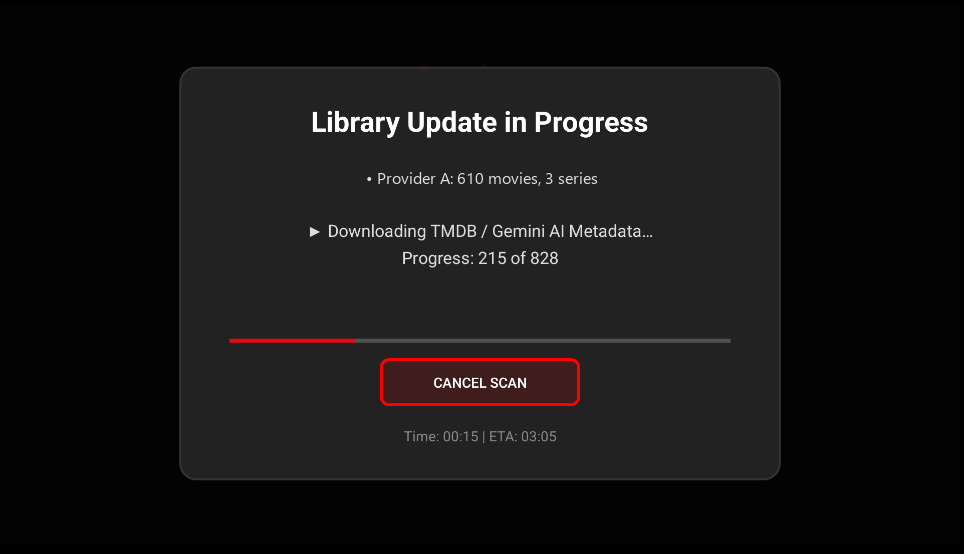 Library Update in Progress
• Provider A: 610 movies, 3 series
► Downloading TMDB / Gemini AI Metadata...
Progress: 215 of 828
CANCEL SCAN
Time: 00:15 | ETA: 03:05